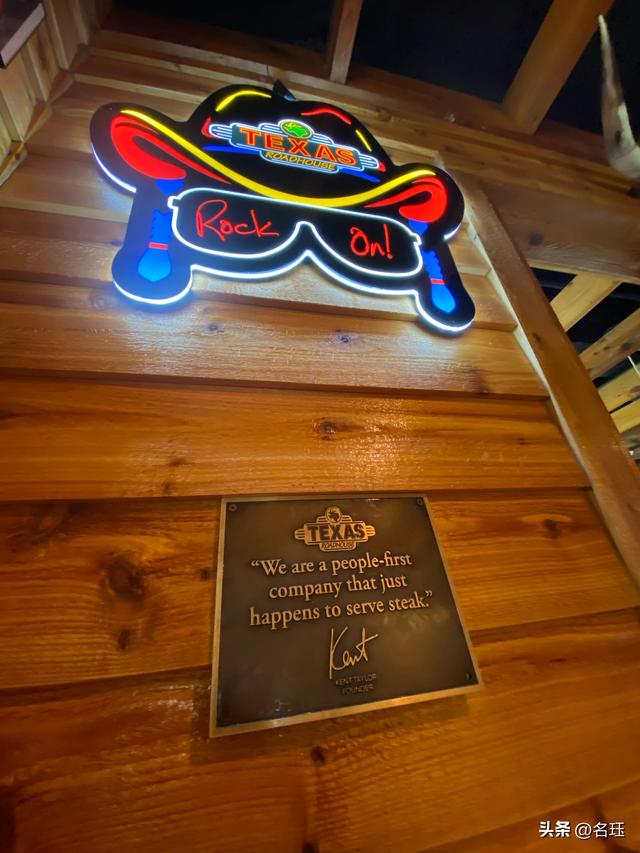 TEXAS
ROADHOUSE
Rock On!
TEXAS
ROADHOUSE
“We are a people-first
company that just
happens to serve steak.”
Kent
KENT TAYLOR
FOUNDER
头条 @名珏